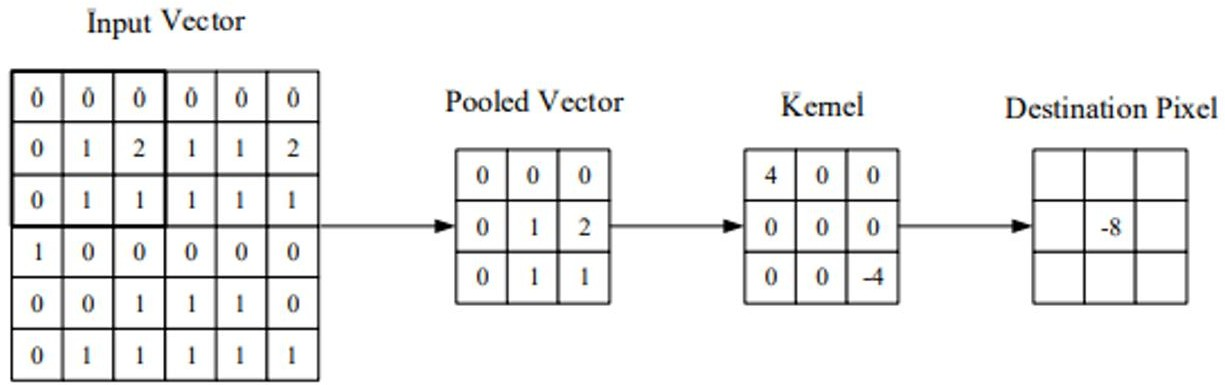 Input Vector
Pooled Vector
Kernel
Destination Pixel
0 0 0 0 0 0
0 1 2 1 1 2
0 1 1 1 1 1
1 0 0 0 0 0
0 0 1 1 1 0
0 1 1 1 1 1
0 0 0
0 1 2
0 1 1
4 0 0
0 0 0
0 0 -4
-8